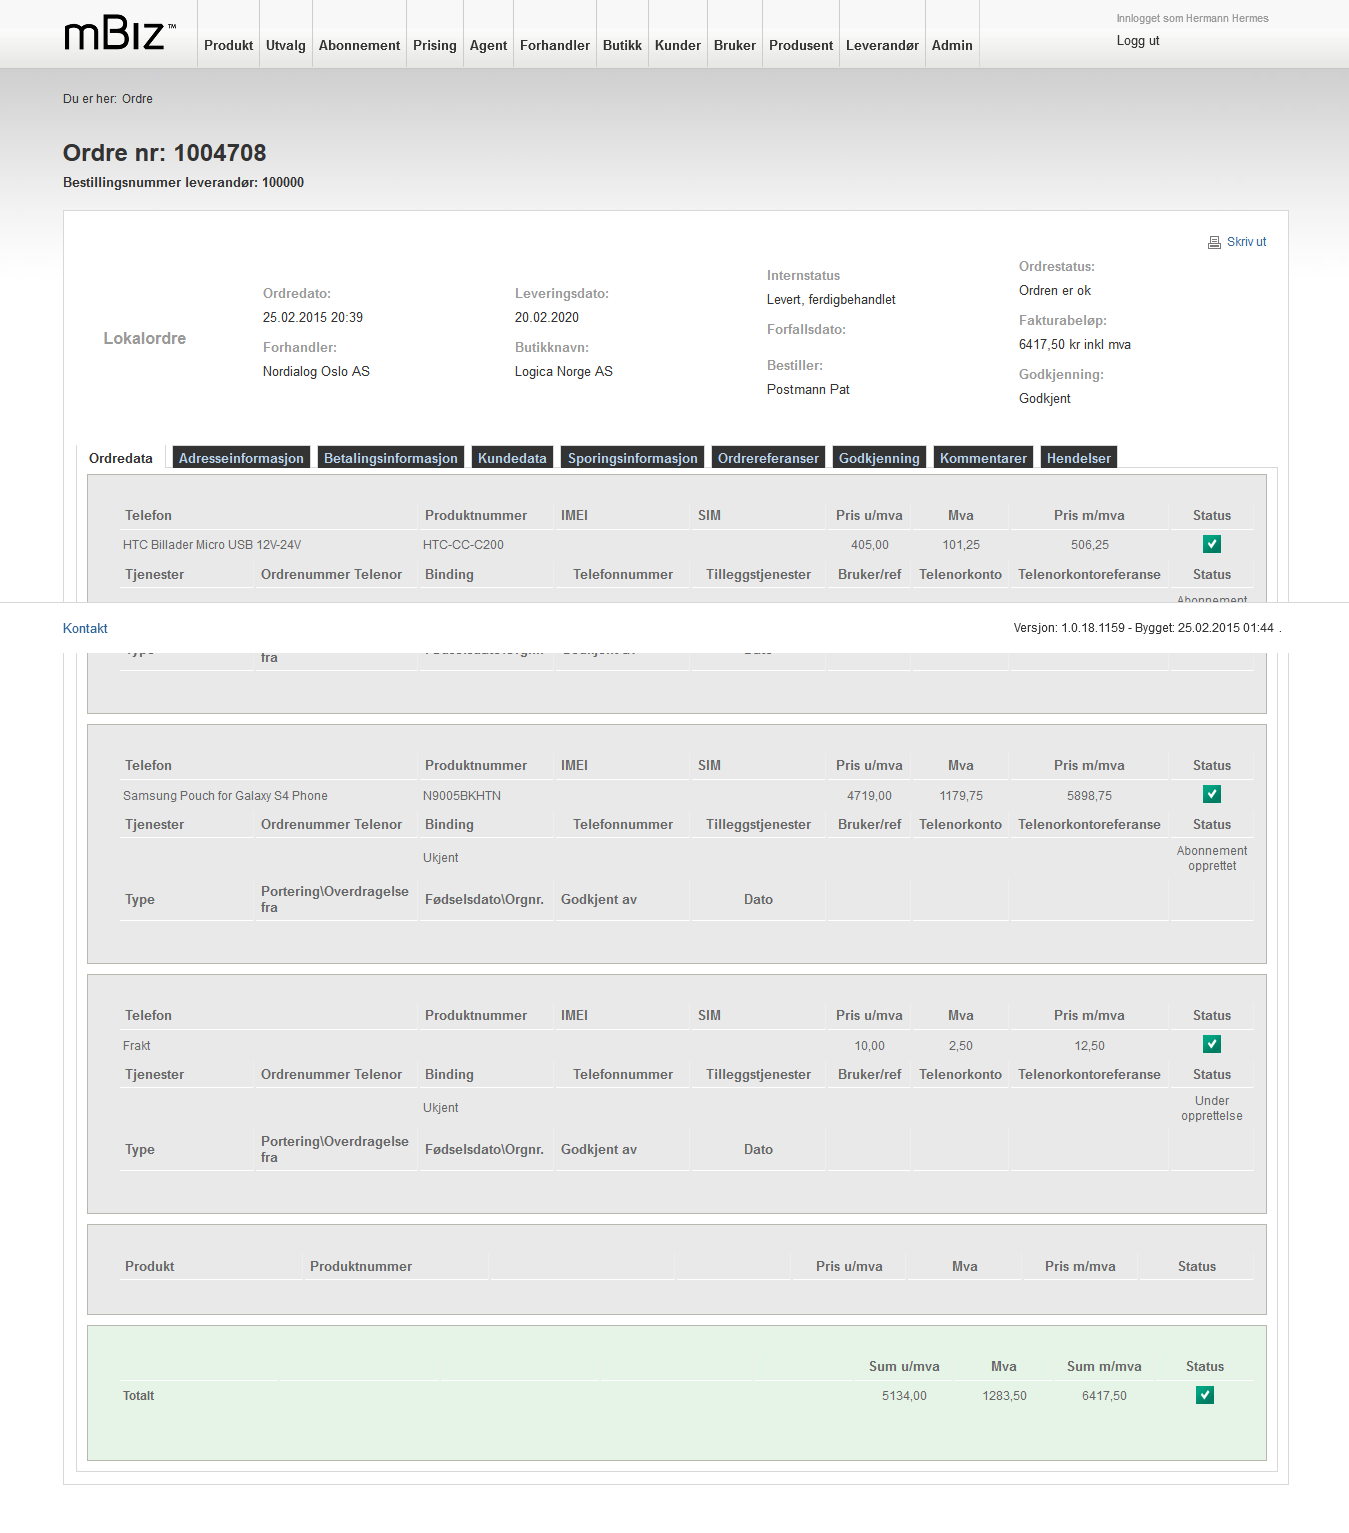 mBiz™
Produkt Utvalg Abonnement Prising Agent Forhandler Butikk Kunder Bruker Produsent Leverandør Admin
Innlogget som Hermann Hermes
Logg ut
Du er her: Ordre
Ordre nr: 1004708
Bestillingsnummer leverandør: 100000
Skriv ut
Lokalordre
Ordredato:
25.02.2015 20:39
Forhandler:
Nordialog Oslo AS
Leveringsdato:
20.02.2020
Butikknavn:
Logica Norge AS
Internstatus
Levert, ferdigbehandlet
Forfallsdato:
Bestiller:
Postmann Pat
Ordrestatus:
Ordren er ok
Fakturabeløp:
6417,50 kr inkl mva
Godkjenning:
Godkjent
Ordredata Adresseinformasjon Betalingsinformasjon Kundedata Sporingsinformasjon Ordrereferanser Godkjenning Kommentarer Hendelser
Telefon Produktnummer IMEI SIM Pris u/mva Mva Pris m/mva Status
HTC Billader Micro USB 12V-24V HTC-CC-C200 405,00 101,25 506,25
Tjenester Ordrenummer Telenor Binding Telefonnummer Tilleggstjenester Bruker/ref Telenorkonto Telenorkontoreferanse Status
Abonnement
Kontakt
Versjon: 1.0.18.1159 - Bygget: 25.02.2015 01:44 .
Type Fødselsdato\Orgnr. Godkjent av Dato
fra
Telefon Produktnummer IMEI SIM Pris u/mva Mva Pris m/mva Status
Samsung Pouch for Galaxy S4 Phone N9005BKHTN 4719,00 1179,75 5898,75
Tjenester Ordrenummer Telenor Binding Telefonnummer Tilleggstjenester Bruker/ref Telenorkonto Telenorkontoreferanse Status
Ukjent Abonnement
opprettet
Type Portering\Overdragelse Fødselsdato\Orgnr. Godkjent av Dato
fra
Telefon Produktnummer IMEI SIM Pris u/mva Mva Pris m/mva Status
Frakt 10,00 2,50 12,50
Tjenester Ordrenummer Telenor Binding Telefonnummer Tilleggstjenester Bruker/ref Telenorkonto Telenorkontoreferanse Status
Ukjent Under
opprettelse
Type Portering\Overdragelse Fødselsdato\Orgnr. Godkjent av Dato
fra
Produkt Produktnummer Pris u/mva Mva Pris m/mva Status
Sum u/mva Mva Sum m/mva Status
Totalt 5134,00 1283,50 6417,50